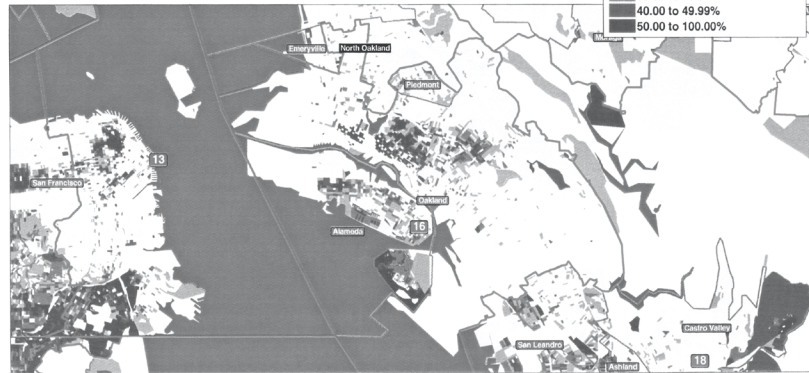 40.00 to 49.99%
50.00 to 100.00%
Emeryville
North Oakland
Piedmont
13
San Francisco
Oakland
16
Alameda
Castro Valley
San Leandro
18
Ashland